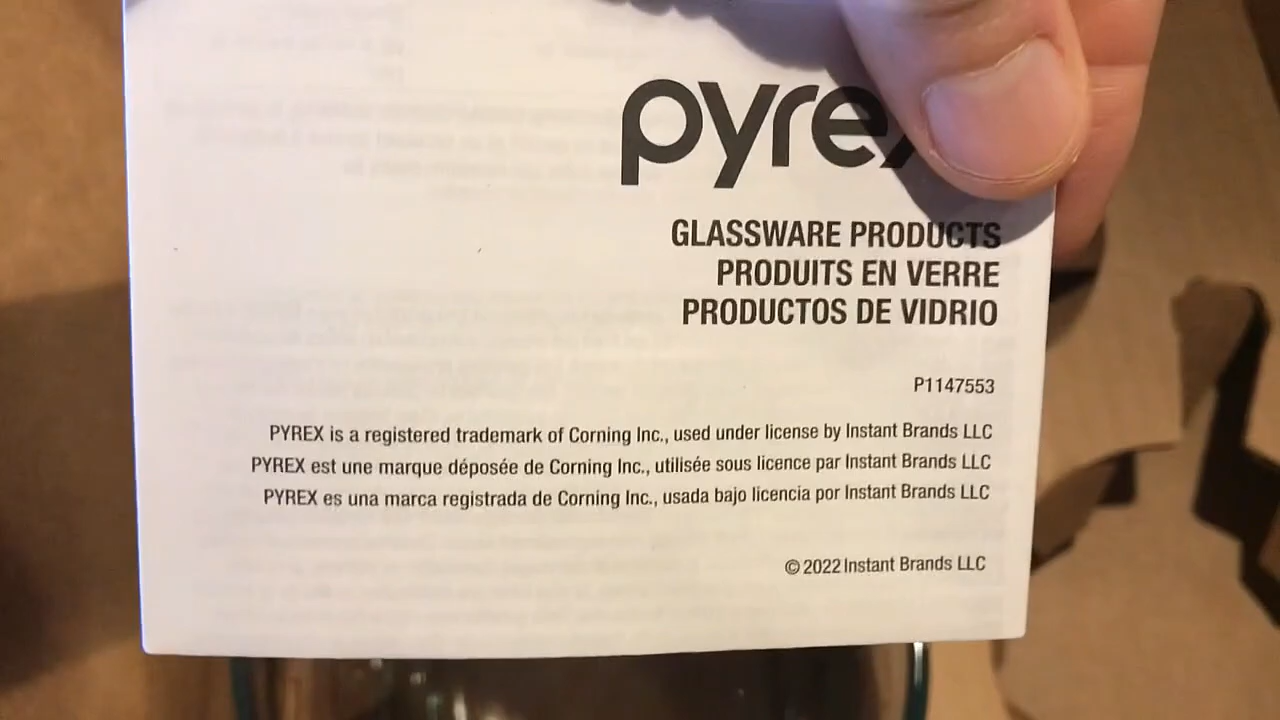 pyrex
GLASSWARE PRODUCTS
PRODUITS EN VERRE
PRODUCTOS DE VIDRIO
P1147553
PYREX is a registered trademark of Corning Inc., used under license by Instant Brands LLC
PYREX est une marque déposée de Corning Inc., utilisée sous licence par Instant Brands LLC
PYREX es una marca registrada de Corning Inc., usada bajo licencia por Instant Brands LLC
© 2022 Instant Brands LLC